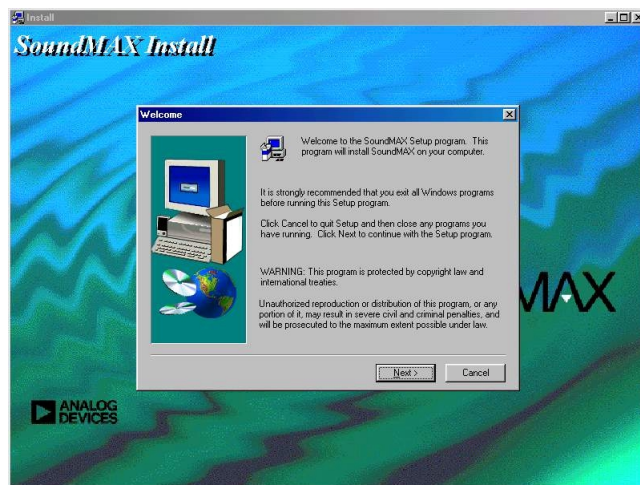 Install
SoundMAX Install
Welcome
Welcome to the SoundMAX Setup program. This
program will install SoundMAX on your computer.
It is strongly recommended that you exit all Windows programs
before running this Setup program.
Click Cancel to quit Setup and then close any programs you
have running. Click Next to continue with the Setup program.
WARNING: This program is protected by copyright law and
international treaties.
Unauthorized reproduction or distribution of this program, or any
portion of it, may result in severe civil and criminal penalties, and
will be prosecuted to the maximum extent possible under law.
MAX
Next >
Cancel
ANALOG
DEVICES